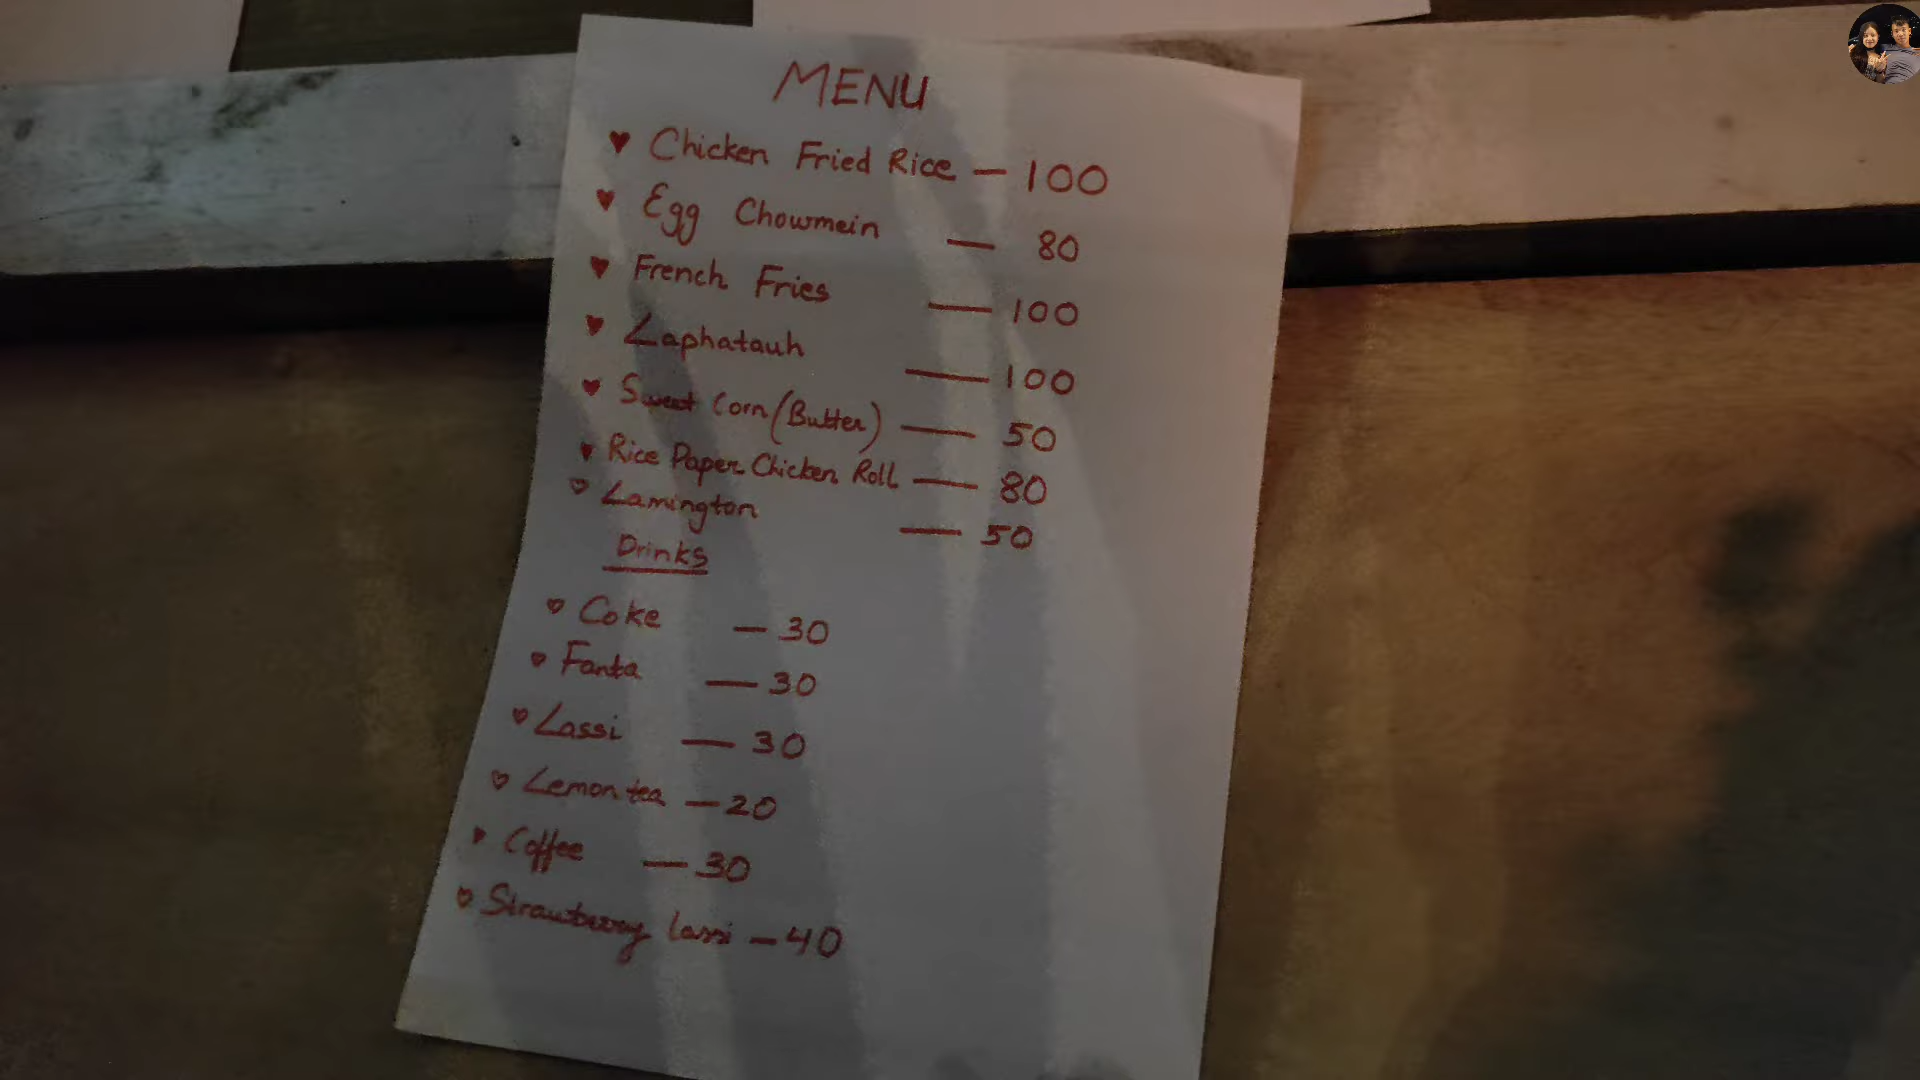 MENU
♥ Chicken Fried Rice — 100
♥ Egg Chowmein — 80
♥ French Fries — 100
♥ Laphatauh — 100
♥ Sweet Corn (Butter) — 50
♥ Rice Paper Chicken Roll — 80
♥ Lamington — 50
Drinks
♥ Coke — 30
♥ Fanta — 30
♥ Lassi — 30
♥ Lemon tea — 20
♥ Coffee — 30
♥ Strawberry lassi — 40